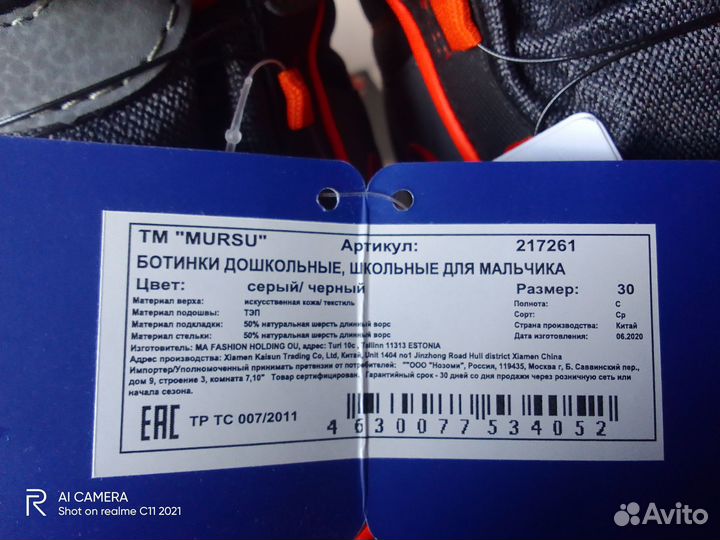 ТМ "MURSU" Артикул: 217261
БОТИНКИ ДОШКОЛЬНЫЕ, ШКОЛЬНЫЕ ДЛЯ МАЛЬЧИКА
Цвет: серый/ черный Размер: 30
Материал верха: искусственная кожа/ текстиль Полнота: С
Материал подошвы: ТЭП Сорт: Ср
Материал подкладки: 50% натуральная шерсть длинный ворс Страна производства: Китай
Материал стельки: 50% натуральная шерсть длинный ворс Дата изготовления: 06.2020
Изготовитель: MA FASHION HOLDING OU, адрес: Turi 10c , Tallinn 11313 ESTONIA
Адрес производства: Xiamen Kaisun Trading Co, Ltd, Китай, Unit 1404 no1 Jinzhong Road Hull district Xiamen China
Импортер/Уполномоченный принимать претензии от потребителей: ""ООО "Нозоми", Россия, 119435, Москва г, Б. Саввинский пер.,
дом 9, строение 3, комната 7,10" Товар сертифицирован. Гарантийный срок - 30 дней со дня продажи через розничную сеть или
начала сезона.
ЕАС ТР ТС 007/2011
4630077534052
AI CAMERA
Shot on realme C11 2021
Avito